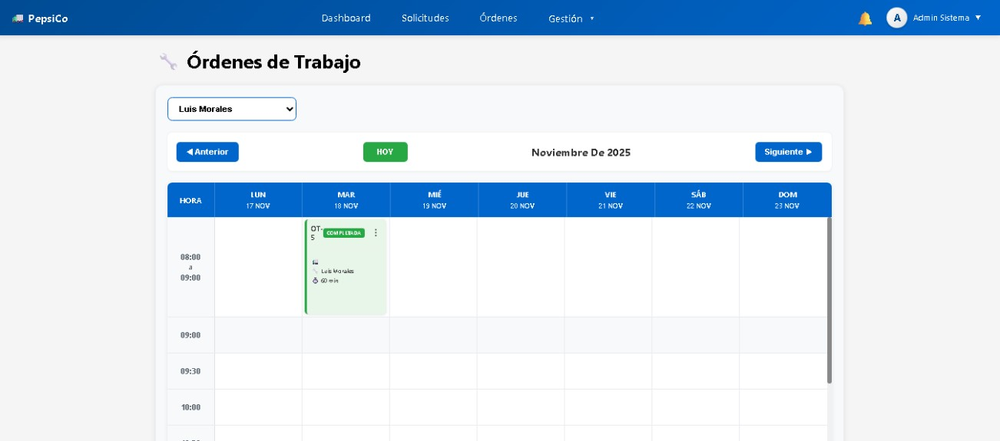 PepsiCo
Dashboard
Solicitudes
Órdenes
Gestión ▼
A
Admin Sistema ▼
Órdenes de Trabajo
Luis Morales
◀ Anterior
HOY
Noviembre De 2025
Siguiente ▶
HORA
LUN
17 NOV
MAR
18 NOV
MIÉ
19 NOV
JUE
20 NOV
VIE
21 NOV
SÁB
22 NOV
DOM
23 NOV
08:00
a
09:00
OT-
5
COMPLETADA
Luis Morales
60 min
09:00
09:30
10:00